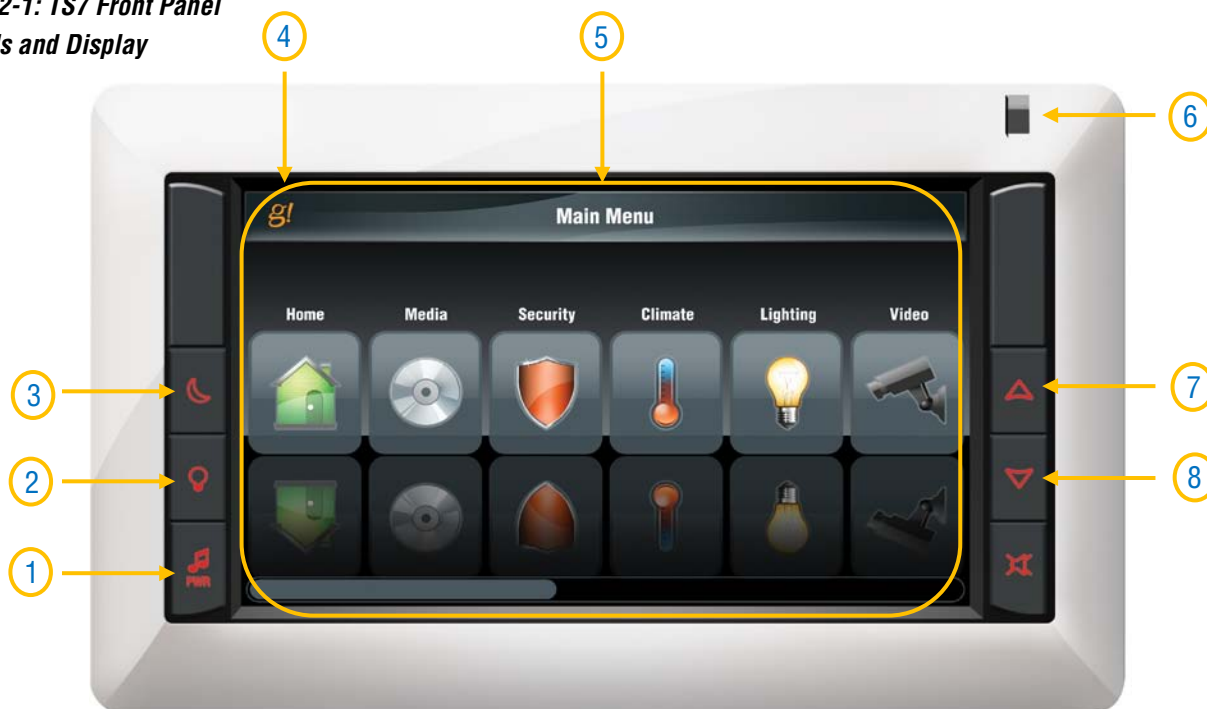 2-1: TS7 Front Panel
s and Display
4
5
6
g!
Main Menu
Home Media Security Climate Lighting Video
3
7
2
8
1
PWR